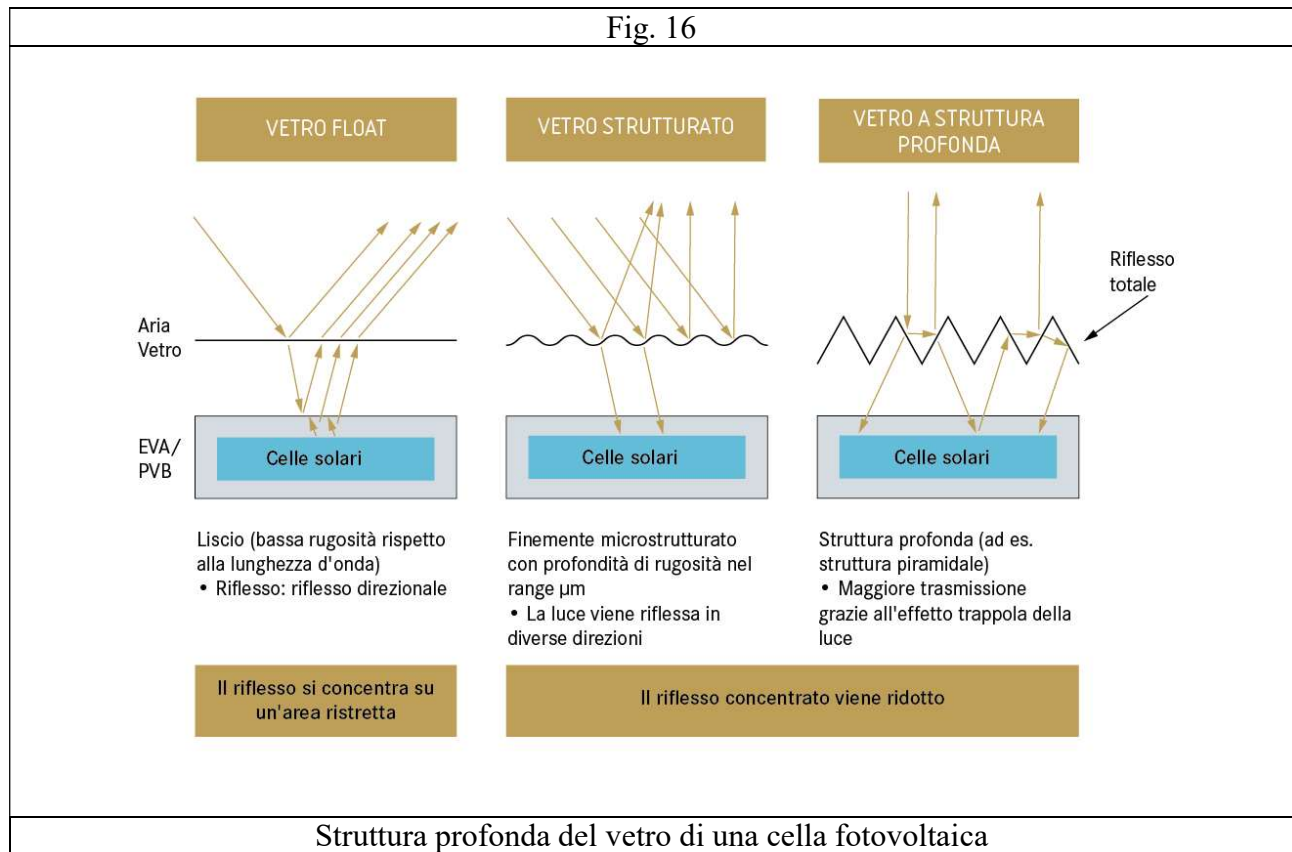 Fig. 16
VETRO FLOAT
VETRO STRUTTURATO
VETRO A STRUTTURA
PROFONDA
Riflesso
totale
Aria
Vetro
EVA/
PVB
Celle solari
Celle solari
Celle solari
Liscio (bassa rugosità rispetto
alla lunghezza d'onda)
• Riflesso: riflesso direzionale
Finemente microstrutturato
con profondità di rugosità nel
range µm
• La luce viene riflessa in
diverse direzioni
Struttura profonda (ad es.
struttura piramidale)
• Maggiore trasmissione
grazie all'effetto trappola della
luce
Il riflesso si concentra su
un'area ristretta
Il riflesso concentrato viene ridotto
Struttura profonda del vetro di una cella fotovoltaica